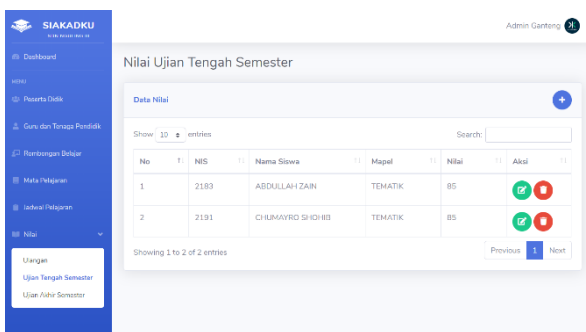 SIAKADKU
Admin Ganteng
Dashboard
Nilai Ujian Tengah Semester
MENU
Peserta Didik
Data Nilai
Guru dan Tenaga Pendidik
Show 10 entries
Search:
Rombongan Belajar
No NIS Nama Siswa Mapel Nilai Aksi
Mata Pelajaran
1 2183 ABDULLAH ZAIN TEMATIK 85
Jadwal Pelajaran
2 2191 CHUMAYRO SHOHIB TEMATIK 85
Nilai
Showing 1 to 2 of 2 entries
Previous 1 Next
Ulangan
Ujian Tengah Semester
Ujian Akhir Semester